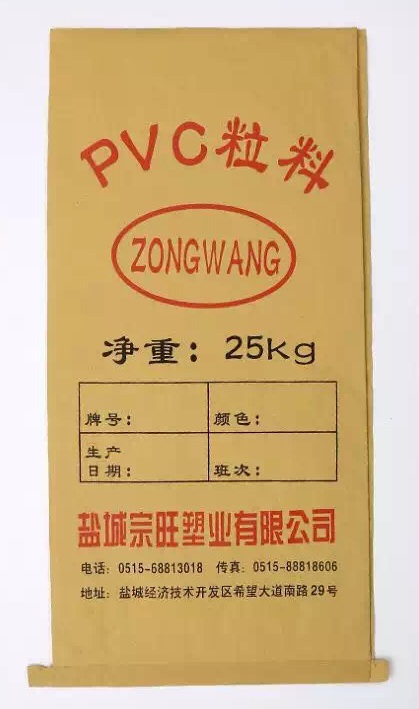 PVC粒料
ZONGWANG
净重：25Kg
牌号： 颜色：
生产
日期： 班次：
盐城宗旺塑业有限公司
电话：0515-68813018 传真：0515-88818606
地址：盐城经济技术开发区希望大道南路29号